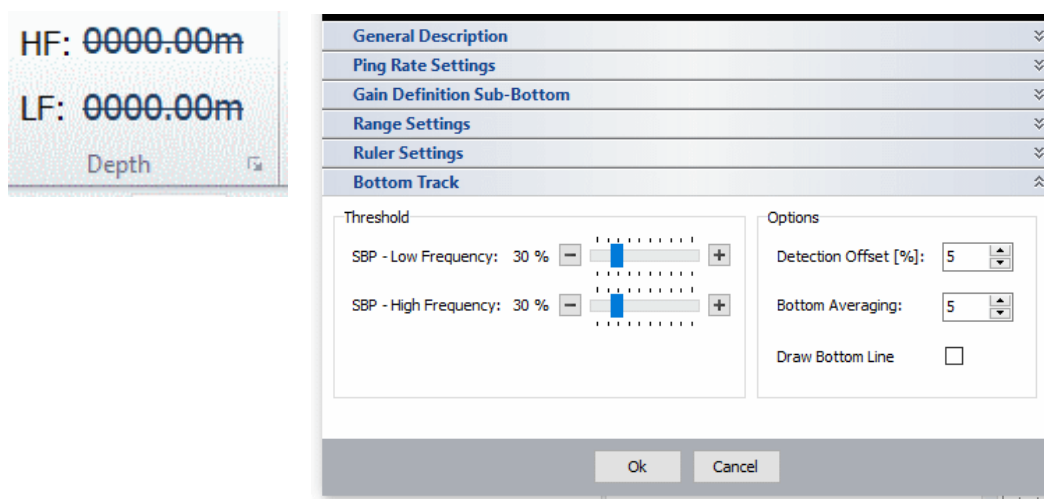 HF: 0000.00m
LF: 0000.00m
Depth
General Description
Ping Rate Settings
Gain Definition Sub-Bottom
Range Settings
Ruler Settings
Bottom Track
Threshold
SBP - Low Frequency: 30 %
SBP - High Frequency: 30 %
Options
Detection Offset [%]: 5
Bottom Averaging: 5
Draw Bottom Line
Ok Cancel